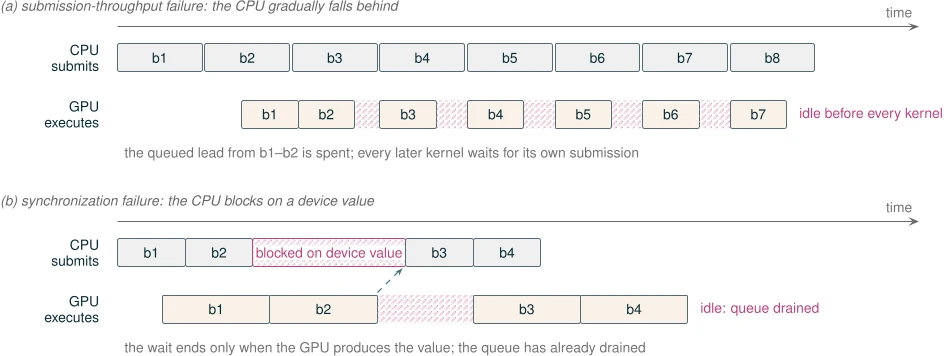 (a) submission-throughput failure: the CPU gradually falls behind
time
CPU submits
b1 b2 b3 b4 b5 b6 b7 b8
GPU executes
b1 b2 b3 b4 b5 b6 b7
idle before every kernel
the queued lead from b1–b2 is spent; every later kernel waits for its own submission
(b) synchronization failure: the CPU blocks on a device value
time
CPU submits
b1 b2 blocked on device value b3 b4
GPU executes
b1 b2 b3 b4
idle: queue drained
the wait ends only when the GPU produces the value; the queue has already drained